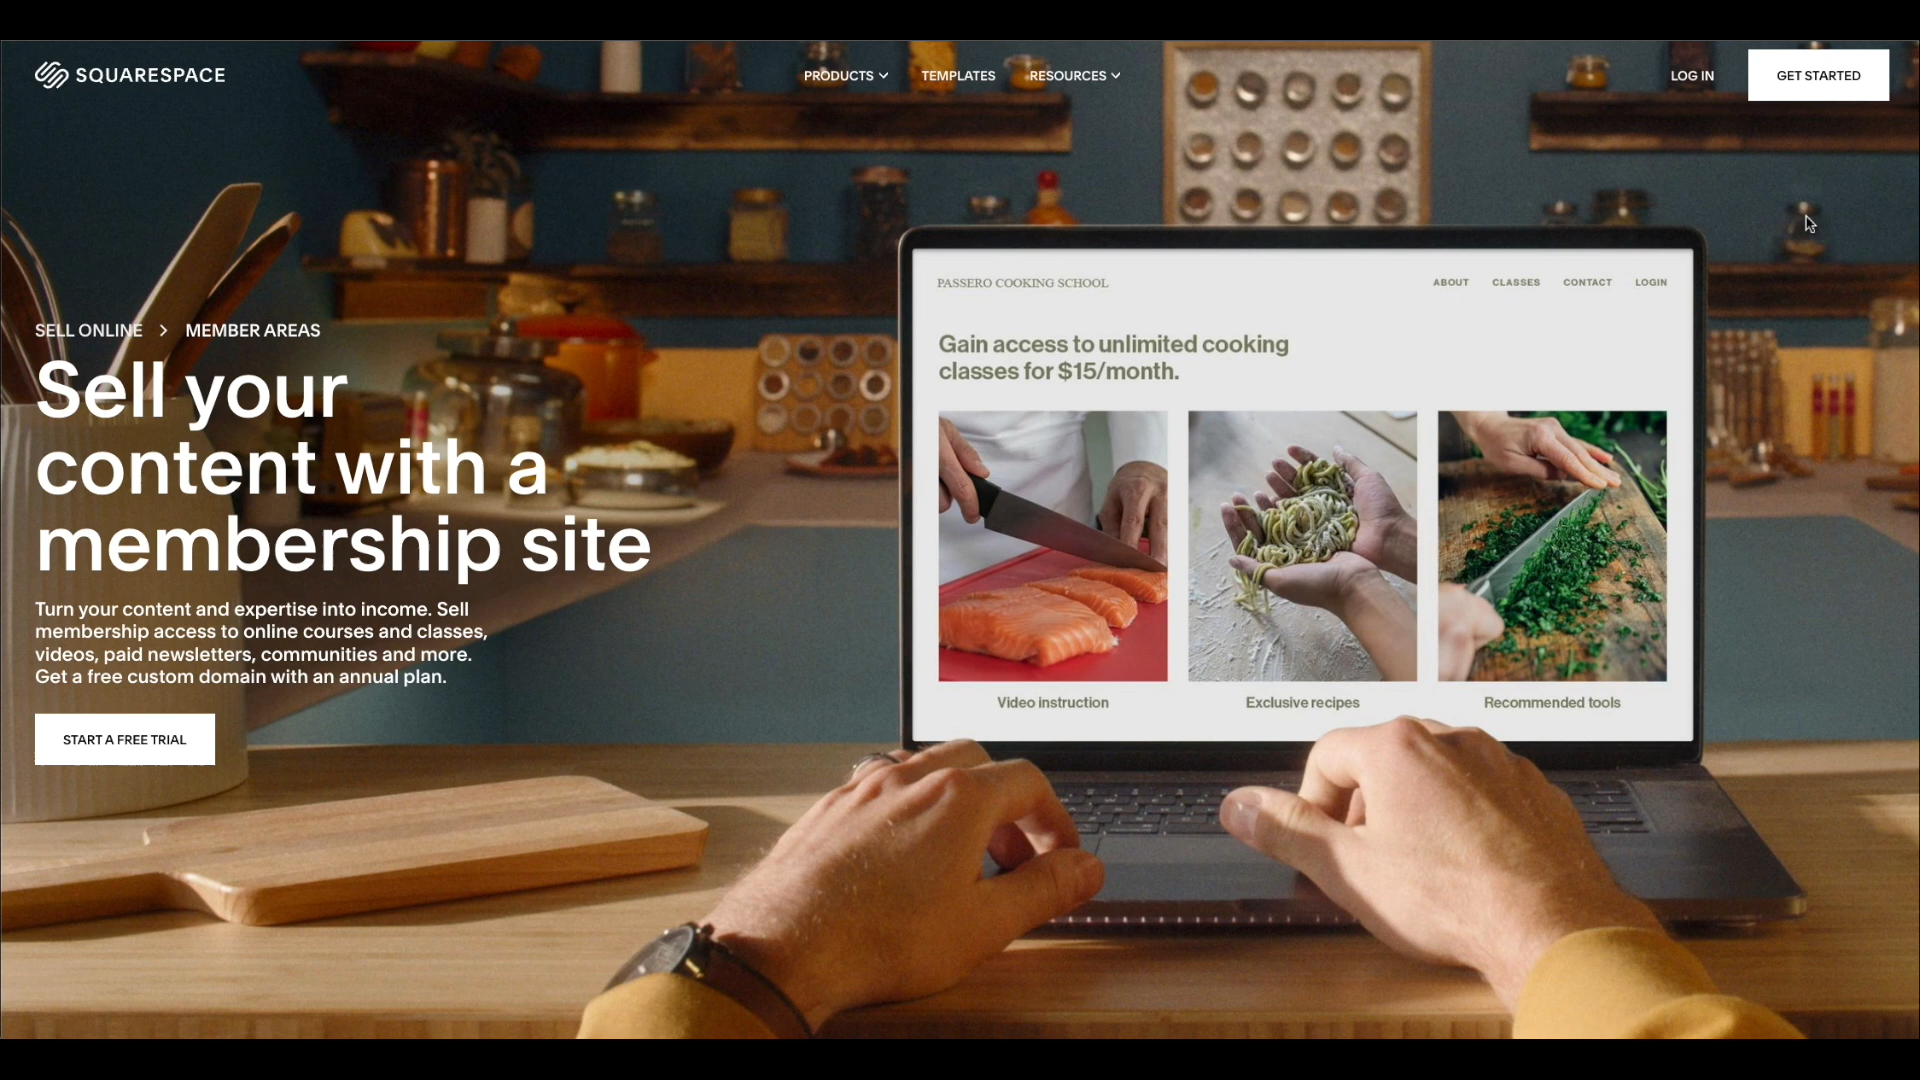 SQUARESPACE
PRODUCTS
TEMPLATES
RESOURCES
LOG IN
GET STARTED
SELL ONLINE > MEMBER AREAS
Sell your
content with a
membership site
Turn your content and expertise into income. Sell
membership access to online courses and classes,
videos, paid newsletters, communities and more.
Get a free custom domain with an annual plan.
START A FREE TRIAL
PASSERO COOKING SCHOOL
ABOUT
CLASSES
CONTACT
LOGIN
Gain access to unlimited cooking
classes for $15/month.
Video instruction
Exclusive recipes
Recommended tools